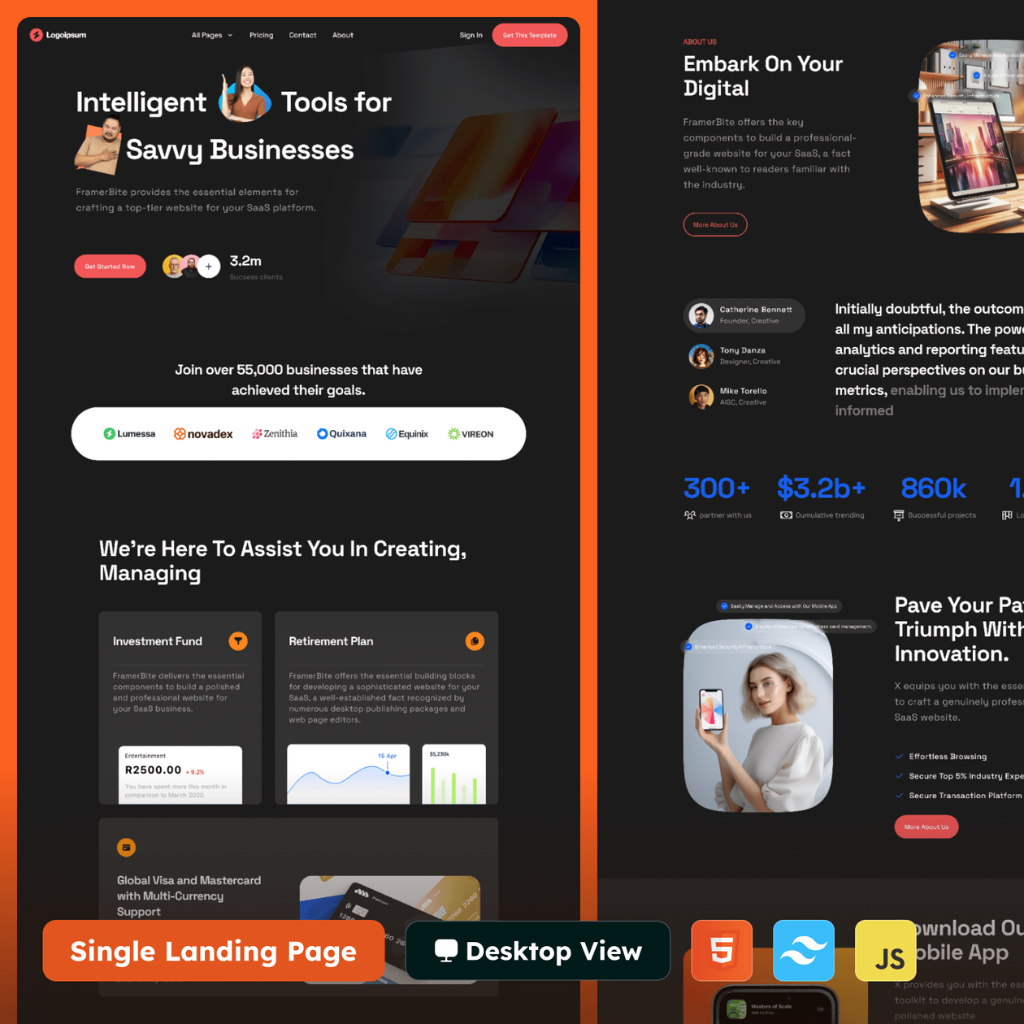 Logoipsum
All Pages
Pricing
Contact
About
Sign In
Get This Template
Intelligent Tools for
Savvy Businesses
FramerBite provides the essential elements for
crafting a top-tier website for your SaaS platform.
Get Started Now
+
3.2m
Success clients
Join over 55,000 businesses that have
achieved their goals.
Lumessa
novadex
Zenithia
Quixana
Equinix
VIREON
We're Here To Assist You In Creating,
Managing
Investment Fund
FramerBite delivers the essential
components to build a polished
and professional website for
your SaaS business.
Entertainment
R2500.00 + 9.2%
You have spent more this month in
comparison to March 2020.
Retirement Plan
FramerBite offers the essential building blocks
for developing a sophisticated website for your
SaaS, a well-established fact recognized by
numerous desktop publishing packages and
web page editors.
15 Apr
$5,230k
Global Visa and Mastercard
with Multi-Currency
Support
ABOUT US
Embark On Your
Digital
FramerBite offers the key
components to build a professional-
grade website for your SaaS, a fact
well-known to readers familiar with
the industry.
More About Us
Catherine Bennett
Founder, Creative
Tony Danza
Designer, Creative
Mike Torello
AIGC, Creative
Initially doubtful, the outcom
all my anticipations. The pow
analytics and reporting featu
crucial perspectives on our bu
metrics, enabling us to implem
informed
300+
partner with us
$3.2b+
Cumulative trending
860k
Successful projects
1.
Lo
Easily Manage and Access with Our Mobile App
Enhanced Security Infrastructure
Pave Your Pat
Triumph With
Innovation.
X equips you with the essen
to craft a genuinely profess
SaaS website.
Effortless Browsing
Secure Top 5% Industry Expe
Secure Transaction Platform
More About Us
ownload Ou
obile App
X provides you with the ess
toolkit to develop a genuin
polished website
Masters of Scale
Single Landing Page
Desktop View
5
JS